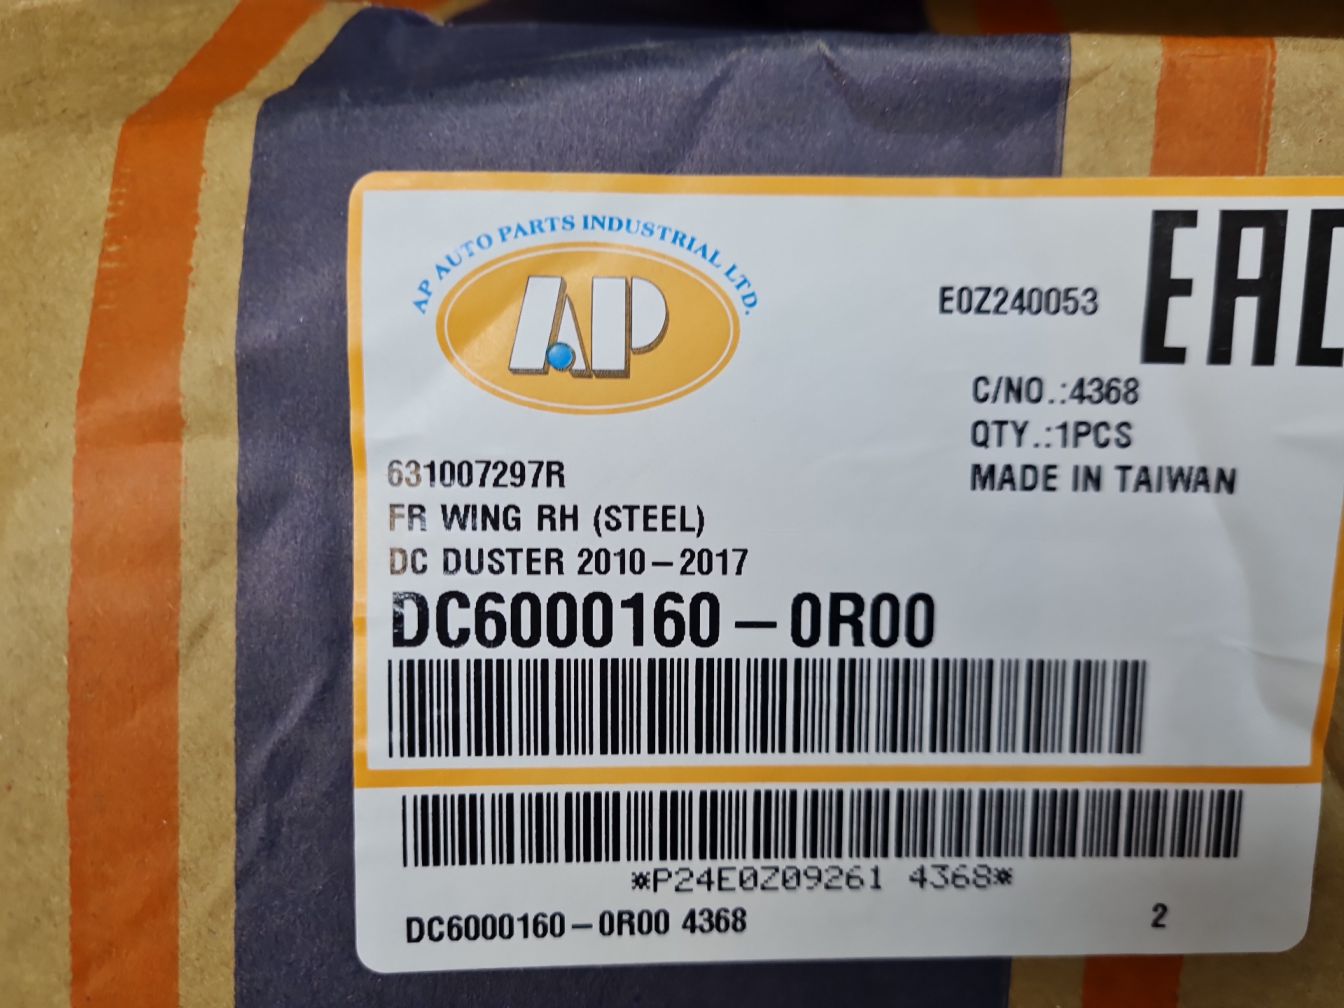 AP AUTO PARTS INDUSTRIAL LTD.
AP
E0Z240053
EAC
C/NO.:4368
QTY.:1PCS
MADE IN TAIWAN
631007297R
FR WING RH (STEEL)
DC DUSTER 2010-2017
DC6000160-0R00
*P24E0Z09261 4368*
DC6000160-0R00 4368 2